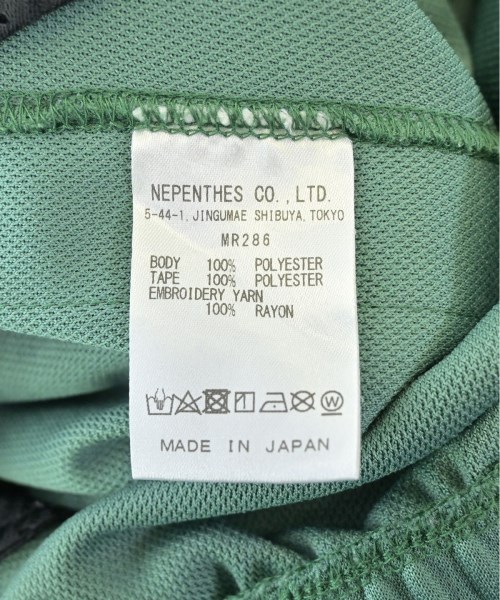 NEPENTHES CO.,LTD.
5-44-1, JINGUMAE SHIBUYA, TOKYO
MR286
BODY 100% POLYESTER
TAPE 100% POLYESTER
EMBROIDERY YARN
100% RAYON
W
MADE IN JAPAN